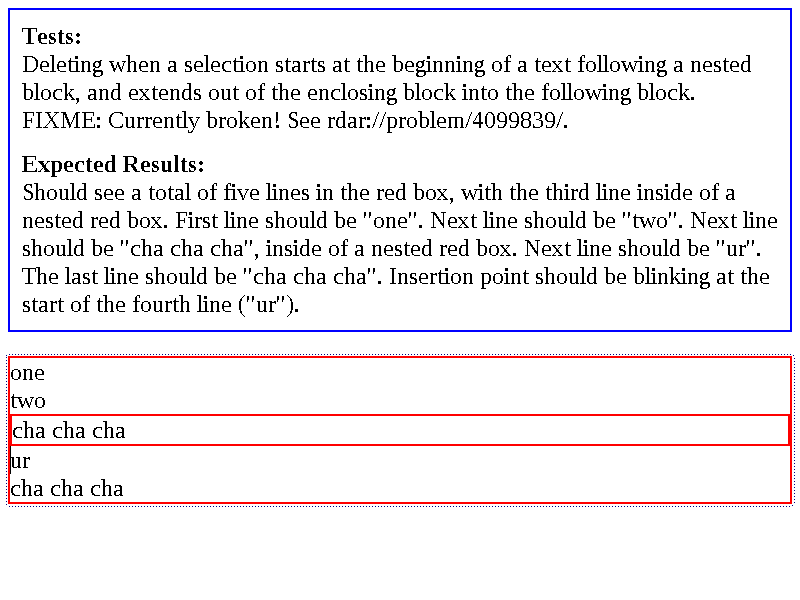 Tests:
Deleting when a selection starts at the beginning of a text following a nested
block, and extends out of the enclosing block into the following block.
FIXME: Currently broken! See rdar://problem/4099839/.
Expected Results:
Should see a total of five lines in the red box, with the third line inside of a
nested red box. First line should be "one". Next line should be "two". Next line
should be "cha cha cha", inside of a nested red box. Next line should be "ur".
The last line should be "cha cha cha". Insertion point should be blinking at the
start of the fourth line ("ur").
one
two
cha cha cha
ur
cha cha cha